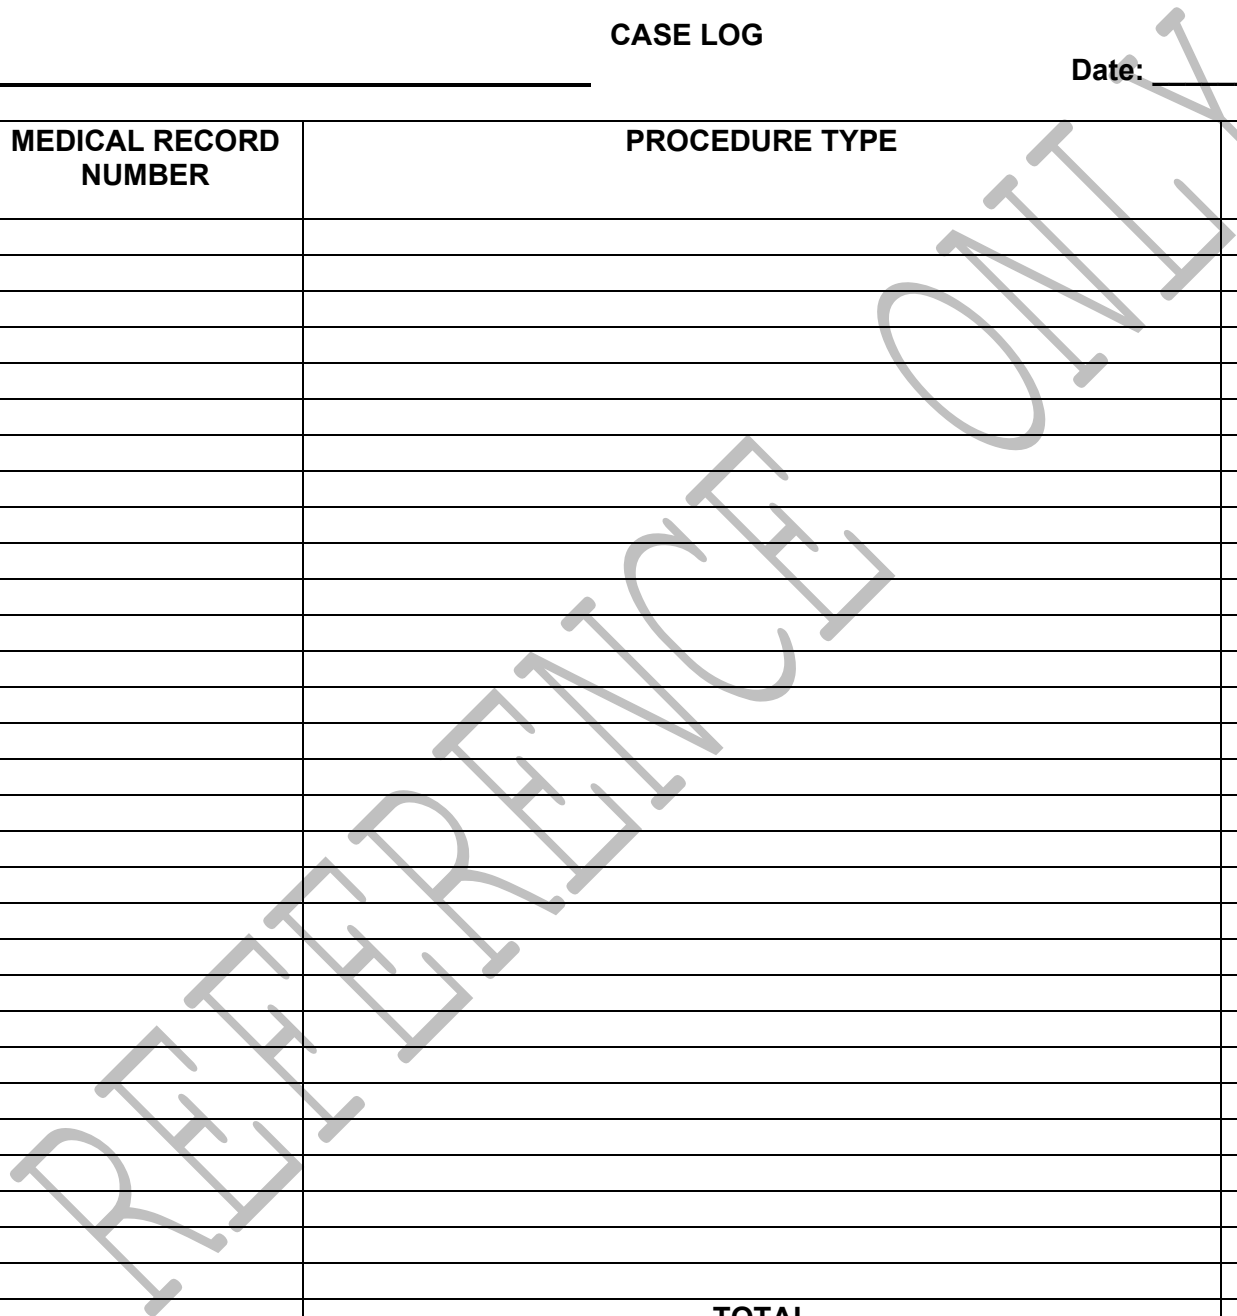 CASE LOG
Date:
MEDICAL RECORD
NUMBER
PROCEDURE TYPE
REFERENCE ONLY
TOTAL